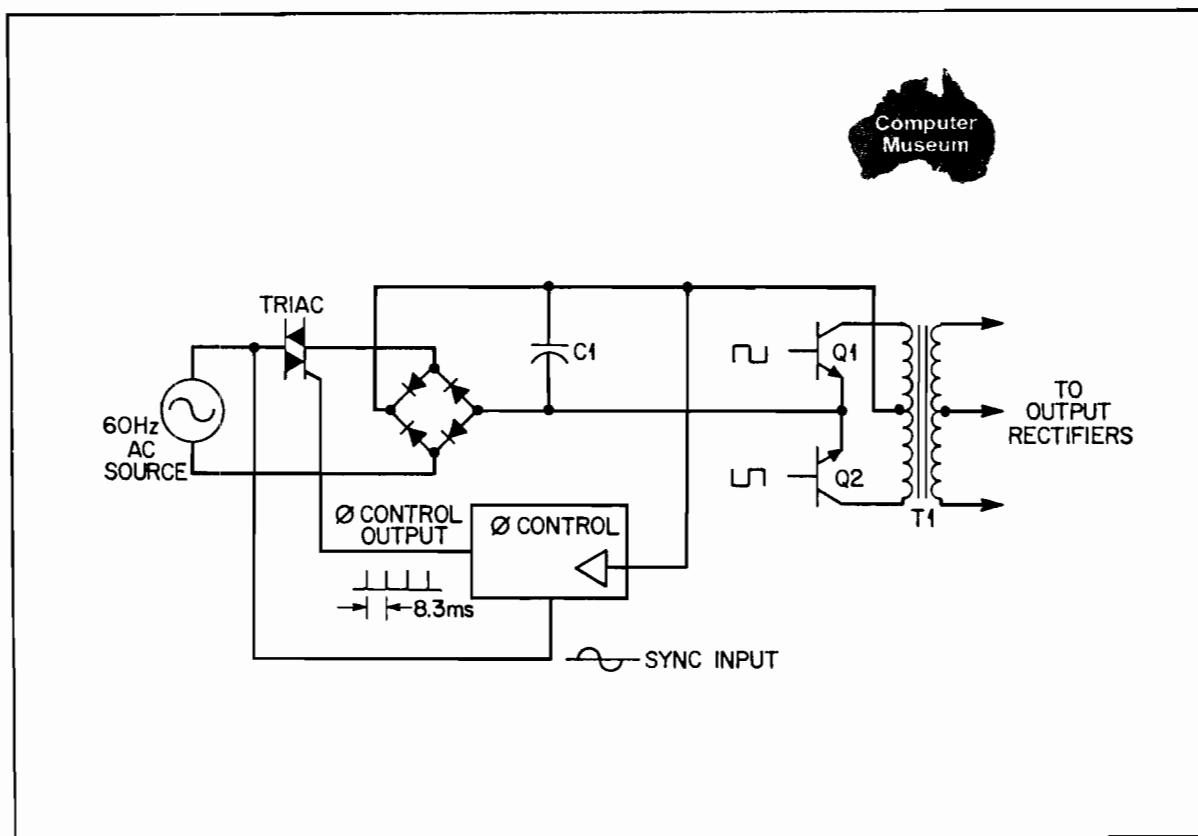 Computer
Museum
TRIAC
C1
Q1
60Hz
AC
SOURCE
TO
OUTPUT
RECTIFIERS
Q2
T1
Ø CONTROL
OUTPUT
Ø CONTROL
8.3ms
SYNC INPUT